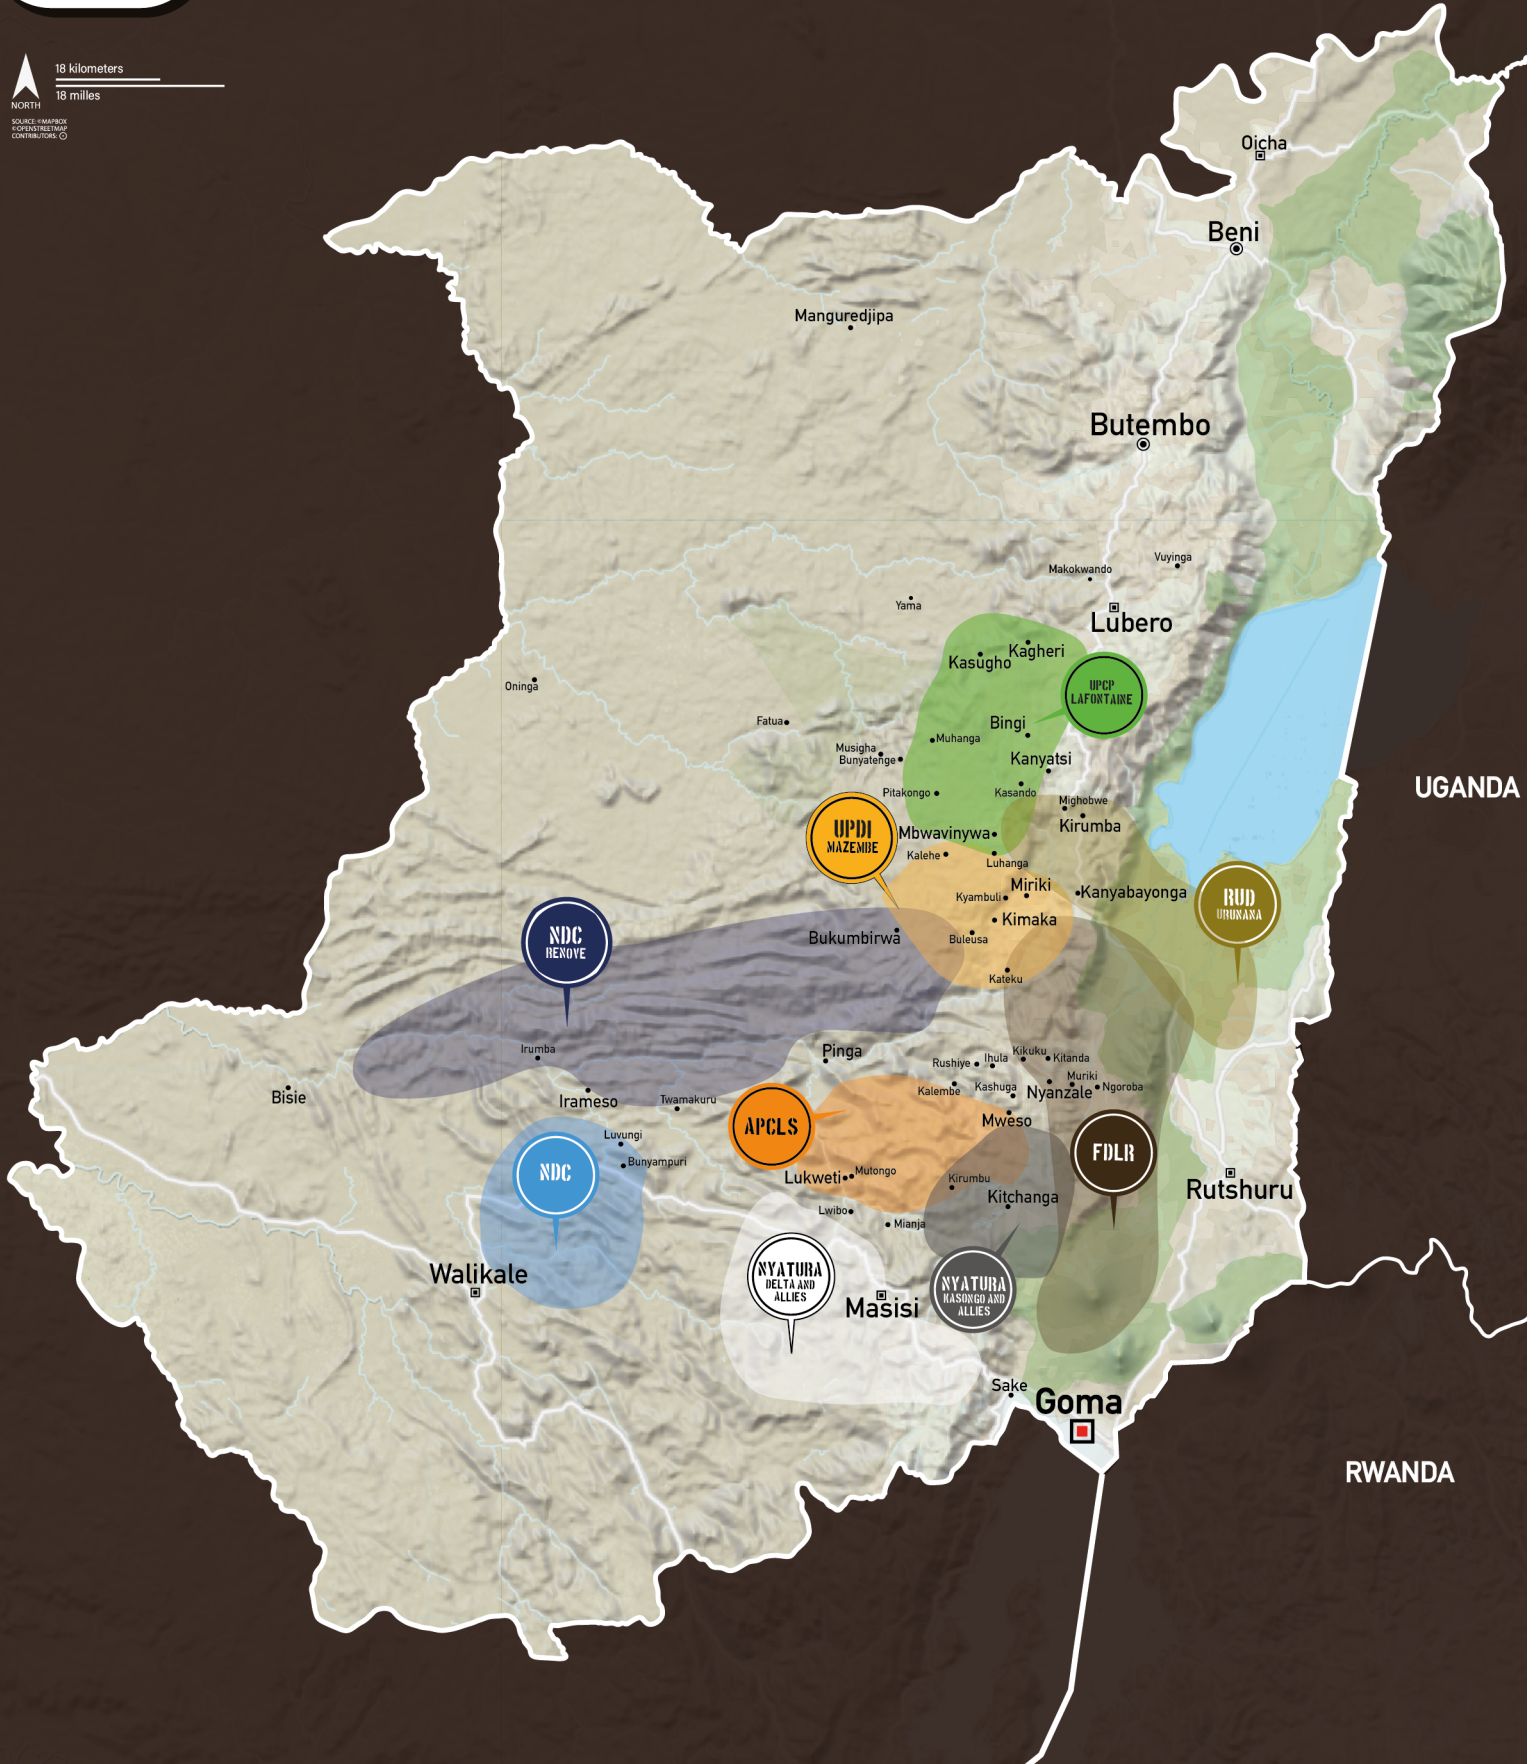 18 kilometers
18 milles
NORTH
SOURCE: ©MAPBOX
©OPENSTREETMAP
CONTRIBUTORS:
Oicha
Beni
Manguredjipa
Butembo
Vuyinga
Makokwando
Yama
Lubero
Kagheri
Kasugho
Oninga
UPCP
LAFONTAINE
Fatua
Bingi
Muhanga
Musigha
Bunyatenge
Kanyatsi
UGANDA
Pitakongo
Kasando
Mighobwe
Kirumba
UPDI
MAZEMBE
Mbwavinywa
Kalehe
Luhanga
Miriki
Kyambuli
Kanyabayonga
RUD
URUNANA
Kimaka
NDC
RENOVE
Bukumbirwa
Buleusa
Kateku
Irumba
Pinga
Rushiye
Ihula
Kikuku
Kitanda
Muriki
Kalembe
Kashuga
Nyanzale
Ngoroba
Bisie
Irameso
Twamakuru
Mweso
APCLS
Luvungi
FDLR
Bunyampuri
NDC
Lukweti
Mutongo
Kirumbu
Kitchanga
Rutshuru
Lwibo
Mianja
Walikale
NYATURA
DELTA AND
ALLIES
Masisi
NYATURA
KASONGO AND
ALLIES
Sake
Goma
RWANDA